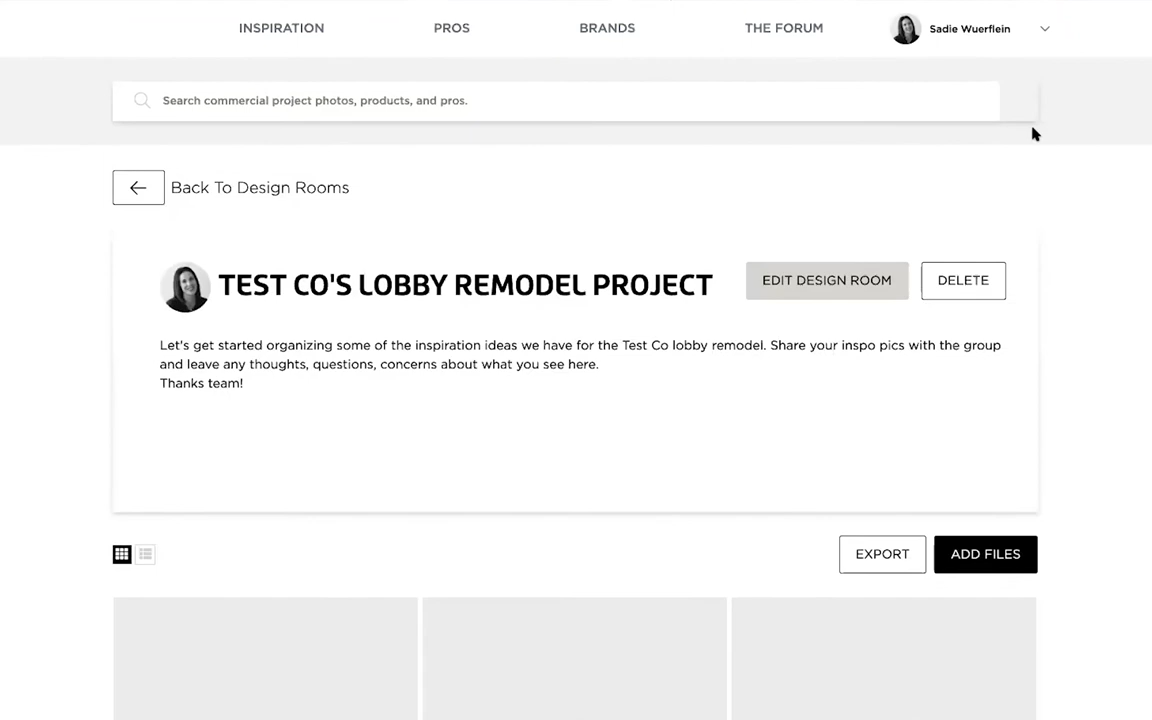 INSPIRATION PROS BRANDS THE FORUM Sadie Wuerflein
Search commercial project photos, products, and pros.
Back To Design Rooms
TEST CO'S LOBBY REMODEL PROJECT EDIT DESIGN ROOM DELETE
Let's get started organizing some of the inspiration ideas we have for the Test Co lobby remodel. Share your inspo pics with the group
and leave any thoughts, questions, concerns about what you see here.
Thanks team!
EXPORT ADD FILES